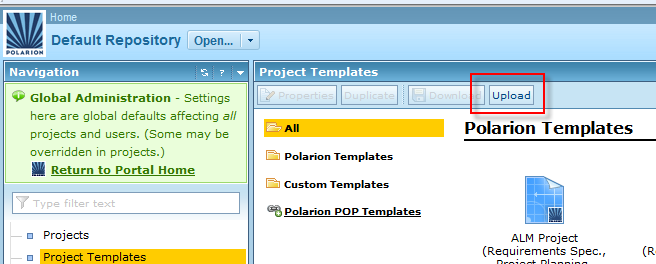 Home
POLARION
Default Repository
Open...
Navigation
?
Global Administration - Settings
here are global defaults affecting all
projects and users. (Some may be
overridden in projects.)
Return to Portal Home
Type filter text
Projects
Project Templates
Project Templates
Properties
Duplicate
Download
Upload
All
Polarion Templates
Custom Templates
Polarion POP Templates
Polarion Templates
ALM Project
(Requirements Spec.,
Project Planning